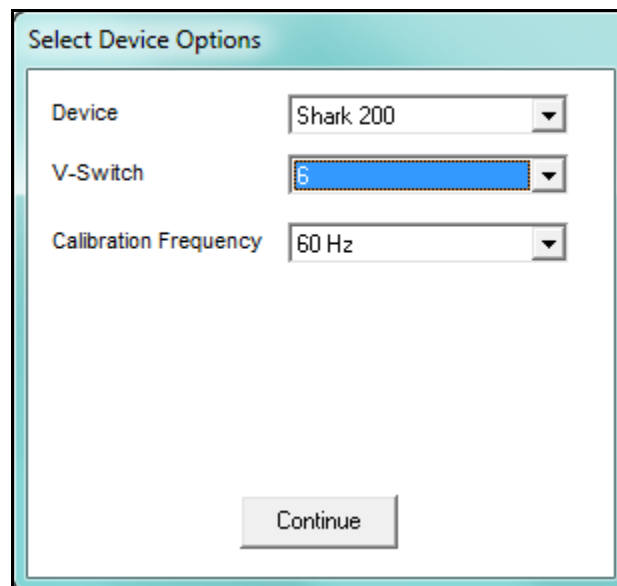 Select Device Options
Device Shark 200
V-Switch 6
Calibration Frequency 60 Hz
Continue